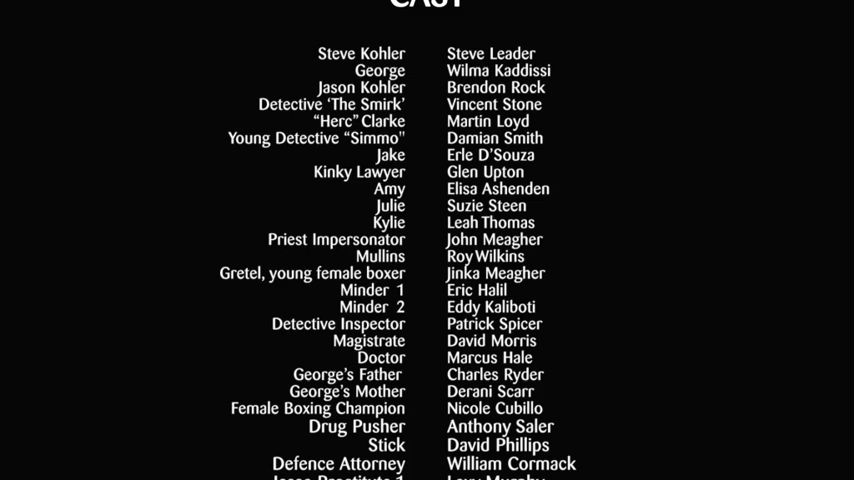 CAST
Steve Kohler Steve Leader
George Wilma Kaddissi
Jason Kohler Brendon Rock
Detective ‘The Smirk’ Vincent Stone
“Herc” Clarke Martin Loyd
Young Detective “Simmo" Damian Smith
Jake Erle D’Souza
Kinky Lawyer Glen Upton
Amy Elisa Ashenden
Julie Suzie Steen
Kylie Leah Thomas
Priest Impersonator John Meagher
Mullins Roy Wilkins
Gretel, young female boxer Jinka Meagher
Minder 1 Eric Halil
Minder 2 Eddy Kaliboti
Detective Inspector Patrick Spicer
Magistrate David Morris
Doctor Marcus Hale
George’s Father Charles Ryder
George’s Mother Derani Scarr
Female Boxing Champion Nicole Cubillo
Drug Pusher Anthony Saler
Stick David Phillips
Defence Attorney William Cormack